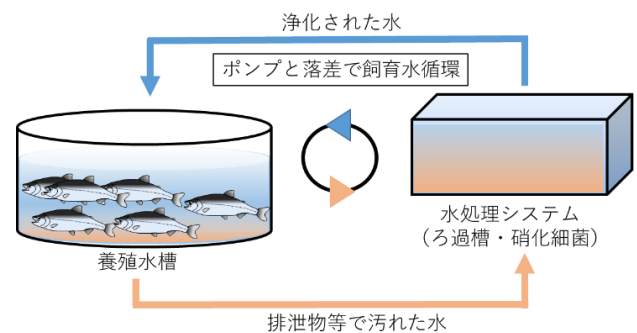 浄化された水
ポンプと落差で飼育水循環
養殖水槽
水処理システム
（ろ過槽・硝化細菌）
排泄物等で汚れた水